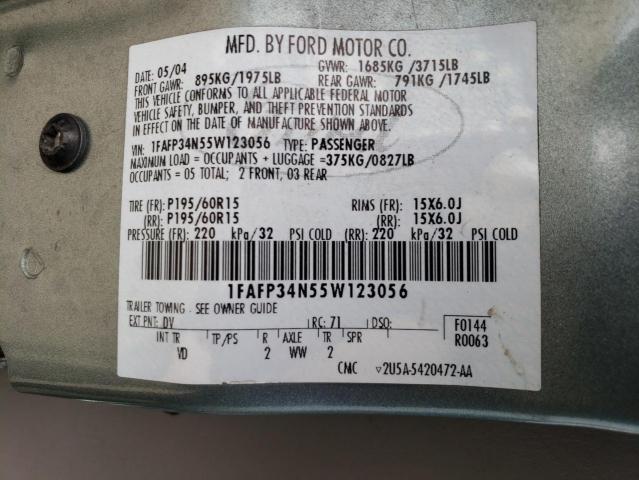 MFD. BY FORD MOTOR CO.
DATE: 05/04 GVWR: 1685KG /3715LB
FRONT GAWR: 895KG/1975LB REAR GAWR: 791KG /1745LB
THIS VEHICLE CONFORMS TO ALL APPLICABLE FEDERAL MOTOR
VEHICLE SAFETY, BUMPER, AND THEFT PREVENTION STANDARDS
IN EFFECT ON THE DATE OF MANUFACTURE SHOWN ABOVE.
VIN: 1FAFP34N55W123056 TYPE: PASSENGER
MAXIMUM LOAD = OCCUPANTS + LUGGAGE =375KG/0827LB
OCCUPANTS = 05 TOTAL; 2 FRONT, 03 REAR
TIRE (FR): P195/60R15 RIMS (FR): 15X6.0J
(RR): P195/60R15 (RR): 15X6.0J
PRESSURE (FR): 220 kPa/32 PSI COLD (RR): 220 kPa/32 PSI COLD
1FAFP34N55W123056
TRAILER TOWING - SEE OWNER GUIDE
EXT PNT: DV RC: 71 DSO: F0144
INT TR TP/PS R AXLE TR SPR R0063
VD 2 WW 2
CMC ▽2U5A-5420472-AA